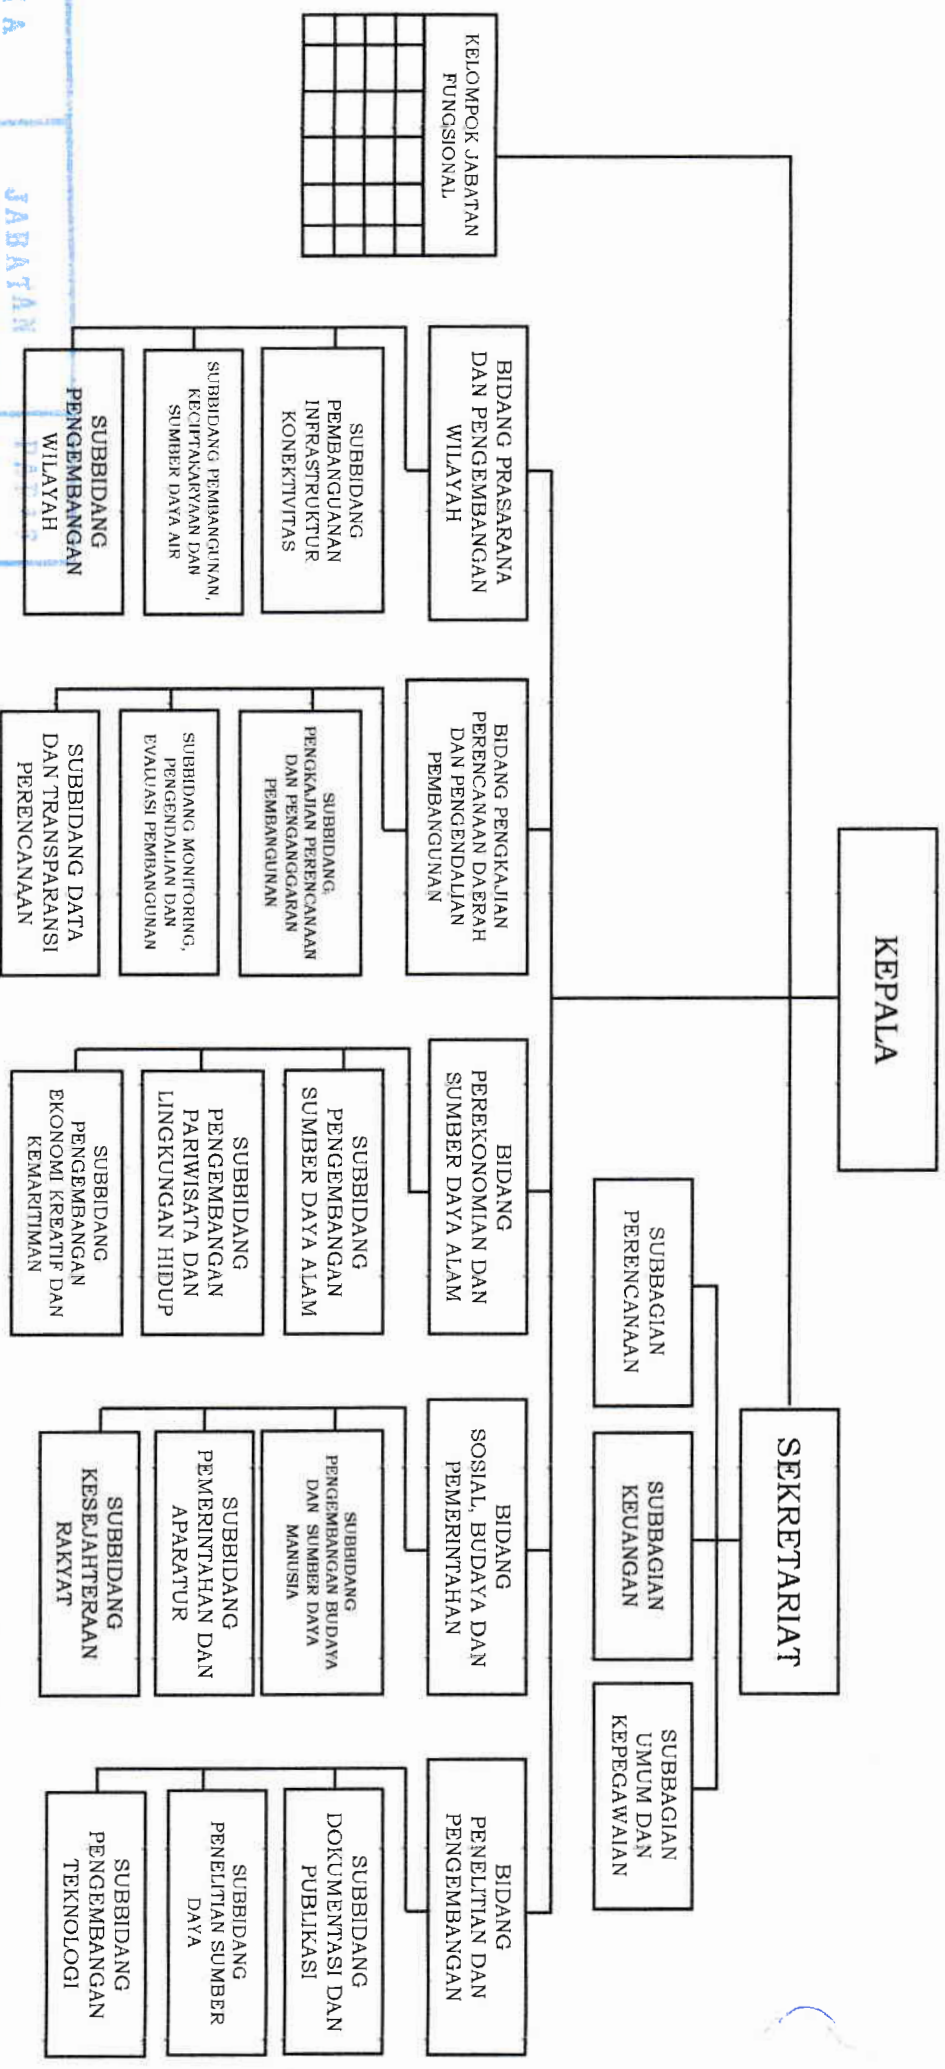 KEPALA
SEKRETARIAT
SUBBAGIAN
PERENCANAAN
SUBBAGIAN
KEUANGAN
SUBBAGIAN
UMUM DAN
KEPEGAWAIAN
KELOMPOK JABATAN
FUNGSIONAL
BIDANG PRASARANA
DAN PENGEMBANGAN
WILAYAH
SUBBIDANG
PEMBANGUANAN
INFRASTRUKTUR
KONEKTIVITAS
SUBBIDANG PEMBANGUNAN,
KECIPTAKARYAAN DAN
SUMBER DAYA AIR
SUBBIDANG
PENGEMBANGAN
WILAYAH
BIDANG PENGKAJIAN
PERENCANAAN DAERAH
DAN PENGENDALIAN
PEMBANGUNAN
SUBBIDANG
PENGKAJIAN PERENCANAAN
DAN PENGANGGARAN
PEMBANGUNAN
SUBBIDANG MONITORING,
PENGENDALIAN DAN
EVALUASI PEMBANGUNAN
SUBBIDANG DATA
DAN TRANSPARANSI
PERENCANAAN
BIDANG
PEREKONOMIAN DAN
SUMBER DAYA ALAM
SUBBIDANG
PENGEMBANGAN
SUMBER DAYA ALAM
SUBBIDANG
PENGEMBANGAN
PARIWISATA DAN
LINGKUNGAN HIDUP
SUBBIDANG
PENGEMBANGAN
EKONOMI KREATIF DAN
KEMARITIMAN
BIDANG
SOSIAL, BUDAYA DAN
PEMERINTAHAN
SUBBIDANG
PENGEMBANGAN BUDAYA
DAN SUMBER DAYA
MANUSIA
SUBBIDANG
PEMERINTAHAN DAN
APARATUR
SUBBIDANG
KESEJAHTERAAN
RAKYAT
BIDANG
PENELITIAN DAN
PENGEMBANGAN
SUBBIDANG
DOKUMENTASI DAN
PUBLIKASI
SUBBIDANG
PENELITIAN SUMBER
DAYA
SUBBIDANG
PENGEMBANGAN
TEKNOLOGI
JABATAN